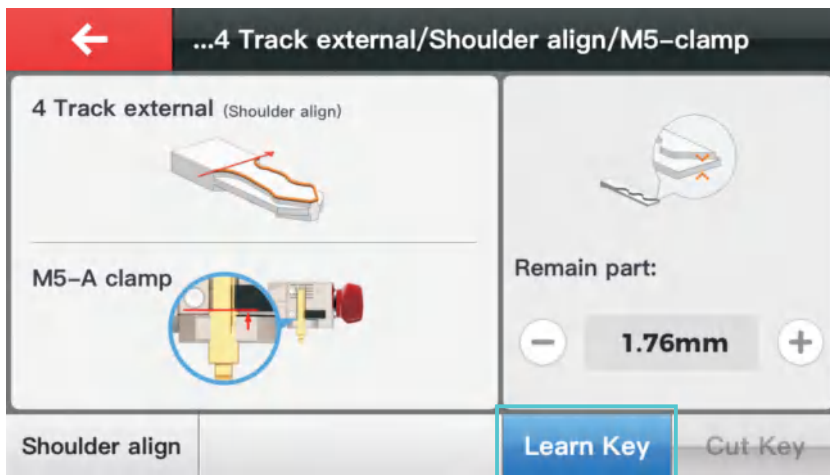 ...4 Track external/Shoulder align/M5-clamp
4 Track external (Shoulder align)
M5-A clamp
Remain part:
1.76mm
Shoulder align
Learn Key
Cut Key